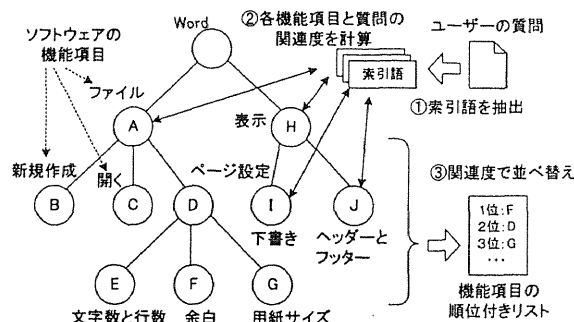 Word
ソフトウェアの
機能項目
②各機能項目と質問の
関連度を計算
ユーザーの質問
索引語
①索引語を抽出
ファイル
A
表示
H
新規作成
開く
ページ設定
③関連度で並べ替え
B
C
D
I
J
1位:F
2位:D
3位:G
...
下書き
ヘッダーと
フッター
E
F
G
機能項目の
順位付きリスト
文字数と行数
余白
用紙サイズ